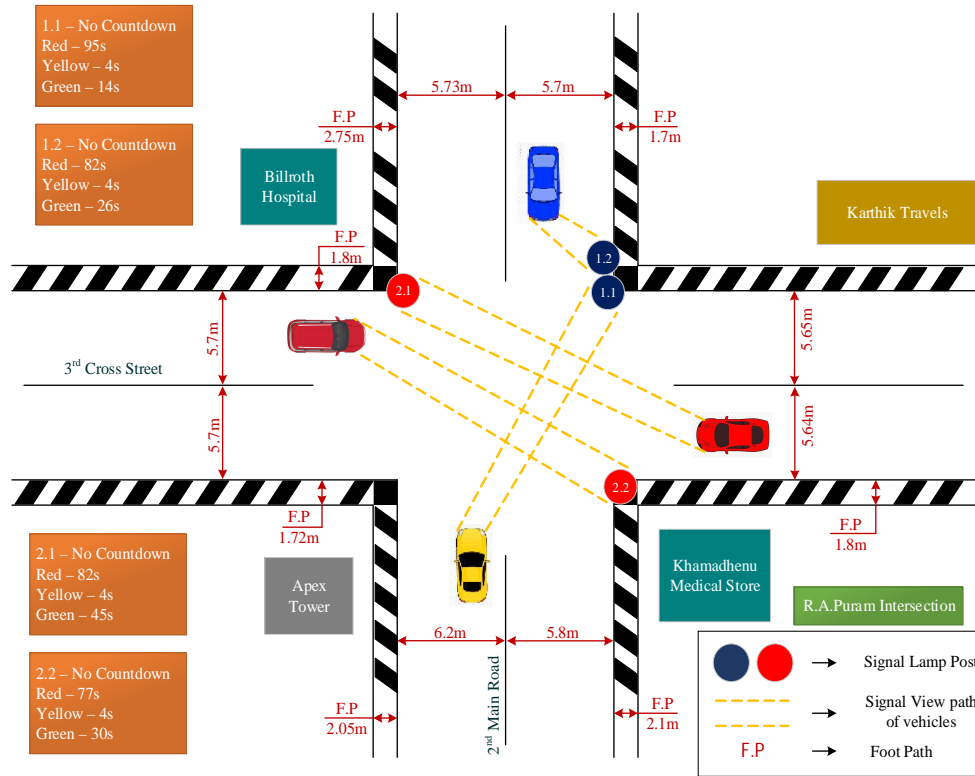 1.1 – No Countdown
Red – 95s
Yellow – 4s
Green – 14s
1.2 – No Countdown
Red – 82s
Yellow – 4s
Green – 26s
5.73m
5.7m
F.P
2.75m
F.P
1.7m
Billroth
Hospital
Karthik Travels
F.P
1.8m
1.2
2.1
1.1
5.7m
5.65m
3rd Cross Street
5.7m
5.64m
2.2
F.P
1.72m
F.P
1.8m
2.1 – No Countdown
Red – 82s
Yellow – 4s
Green – 45s
Apex
Tower
Khamadhenu
Medical Store
R.A.Puram Intersection
6.2m
5.8m
2nd Main Road
2.2 – No Countdown
Red – 77s
Yellow – 4s
Green – 30s
F.P
2.05m
F.P
2.1m
Signal Lamp Post
Signal View path
of vehicles
F.P
Foot Path